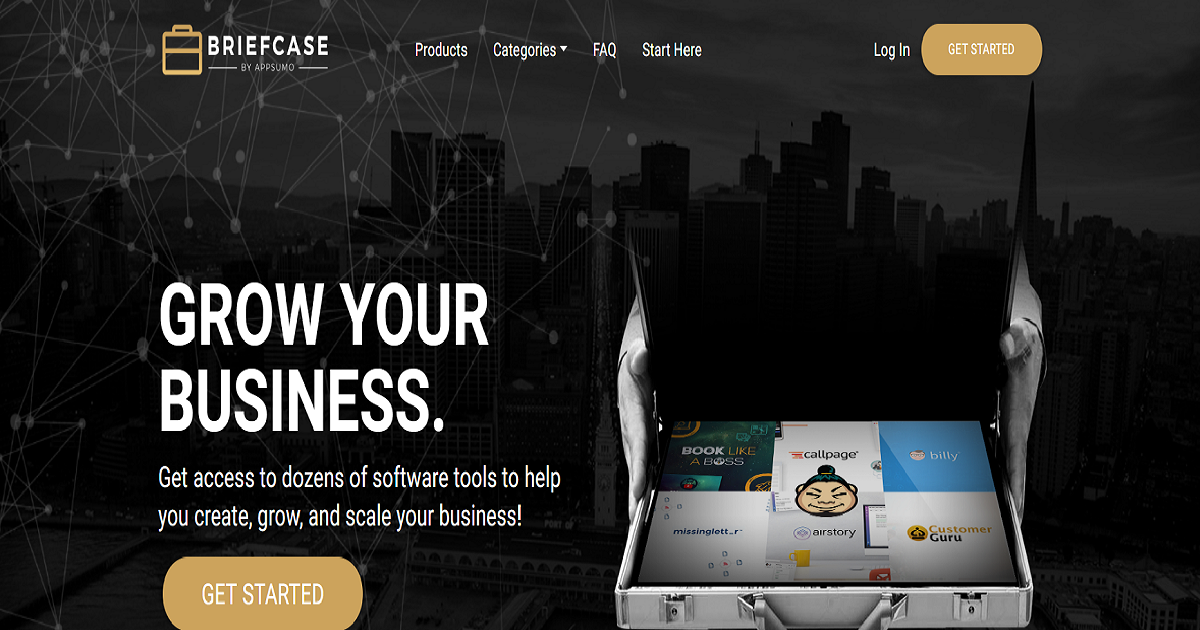 BRIEFCASE
BY APPSUMO
Products
Categories
FAQ
Start Here
Log In
GET STARTED
GROW YOUR
BUSINESS.
Get access to dozens of software tools to help
you create, grow, and scale your business!
GET STARTED
BOOK LIKE
A BOSS
callpage
billy
missinglettr
airstory
Customer
Guru